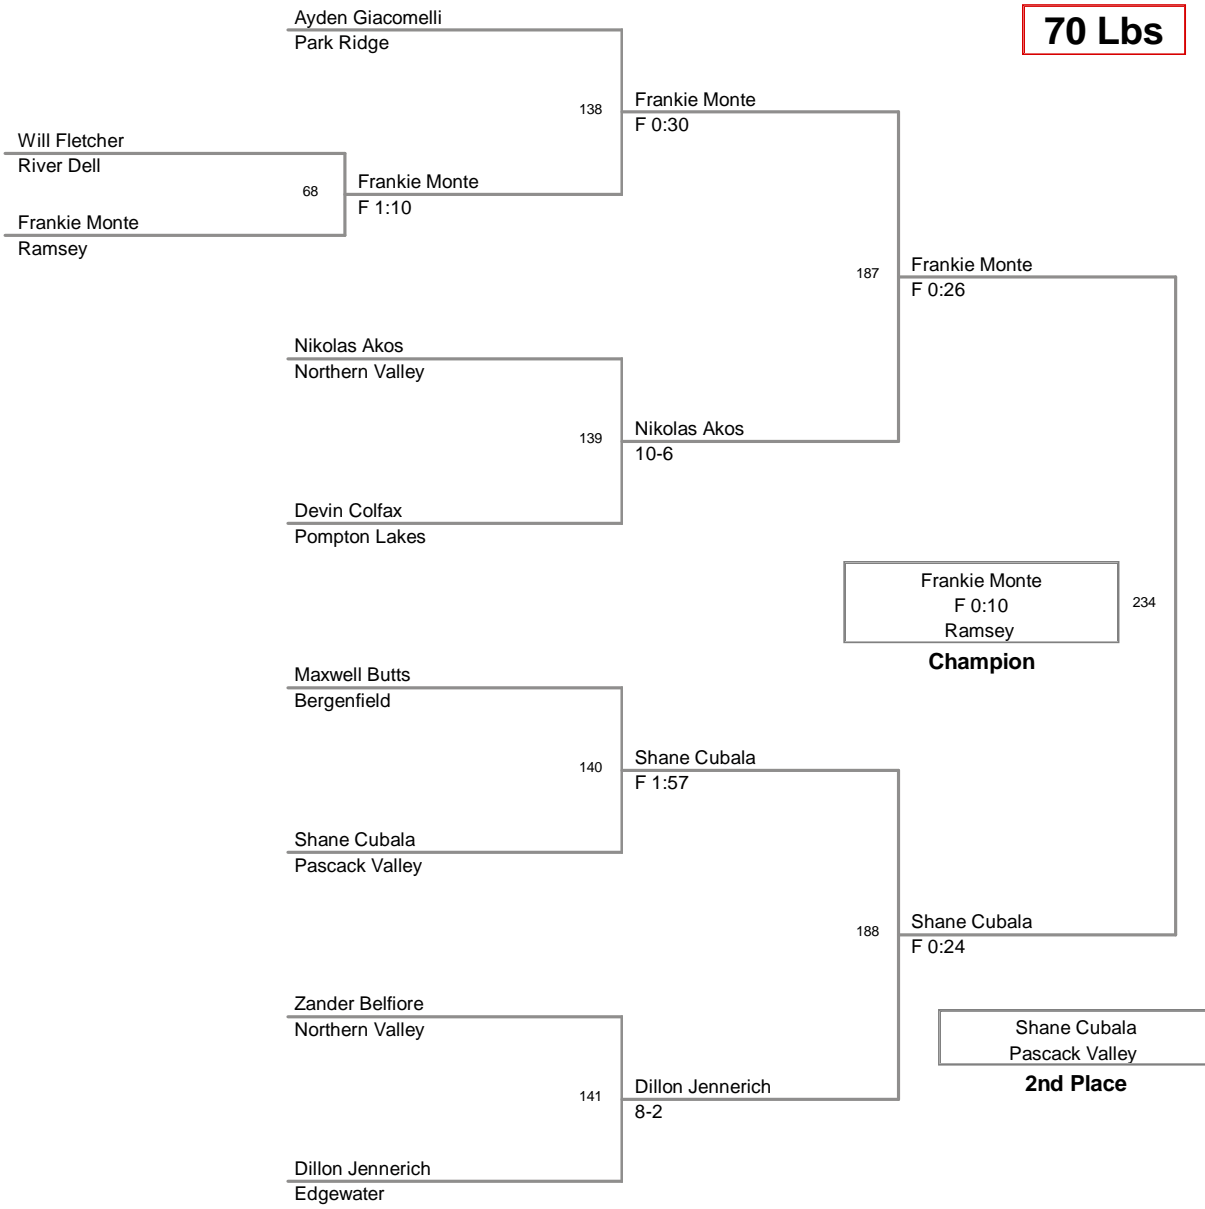 Ayden Giacomelli
Park Ridge
70 Lbs
138
Frankie Monte
F 0:30
Will Fletcher
River Dell
68
Frankie Monte
F 1:10
Frankie Monte
Ramsey
187
Frankie Monte
F 0:26
Nikolas Akos
Northern Valley
139
Nikolas Akos
10-6
Devin Colfax
Pompton Lakes
Frankie Monte
F 0:10
Ramsey
Champion
234
Maxwell Butts
Bergenfield
140
Shane Cubala
F 1:57
Shane Cubala
Pascack Valley
188
Shane Cubala
F 0:24
Zander Belfiore
Northern Valley
Shane Cubala
Pascack Valley
2nd Place
141
Dillon Jennerich
8-2
Dillon Jennerich
Edgewater